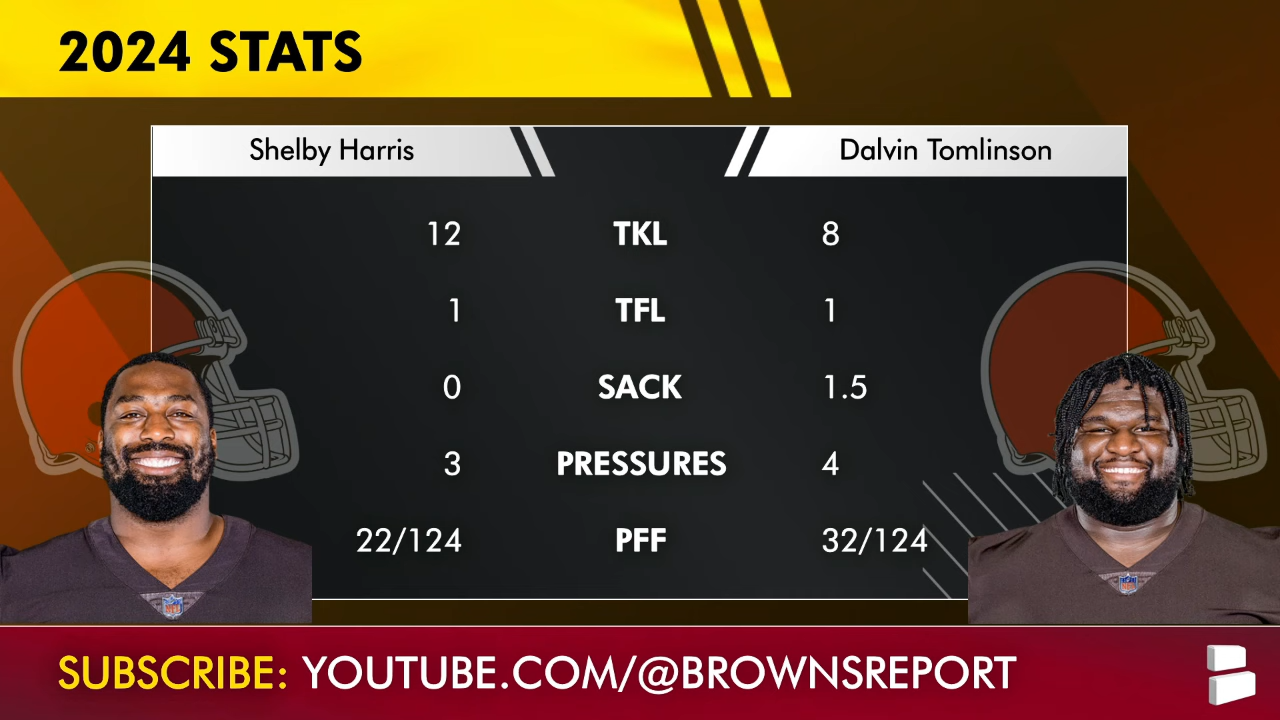 2024 STATS
Shelby Harris Dalvin Tomlinson
12 TKL 8
1 TFL 1
0 SACK 1.5
3 PRESSURES 4
22/124 PFF 32/124
SUBSCRIBE: YOUTUBE.COM/@BROWNSREPORT